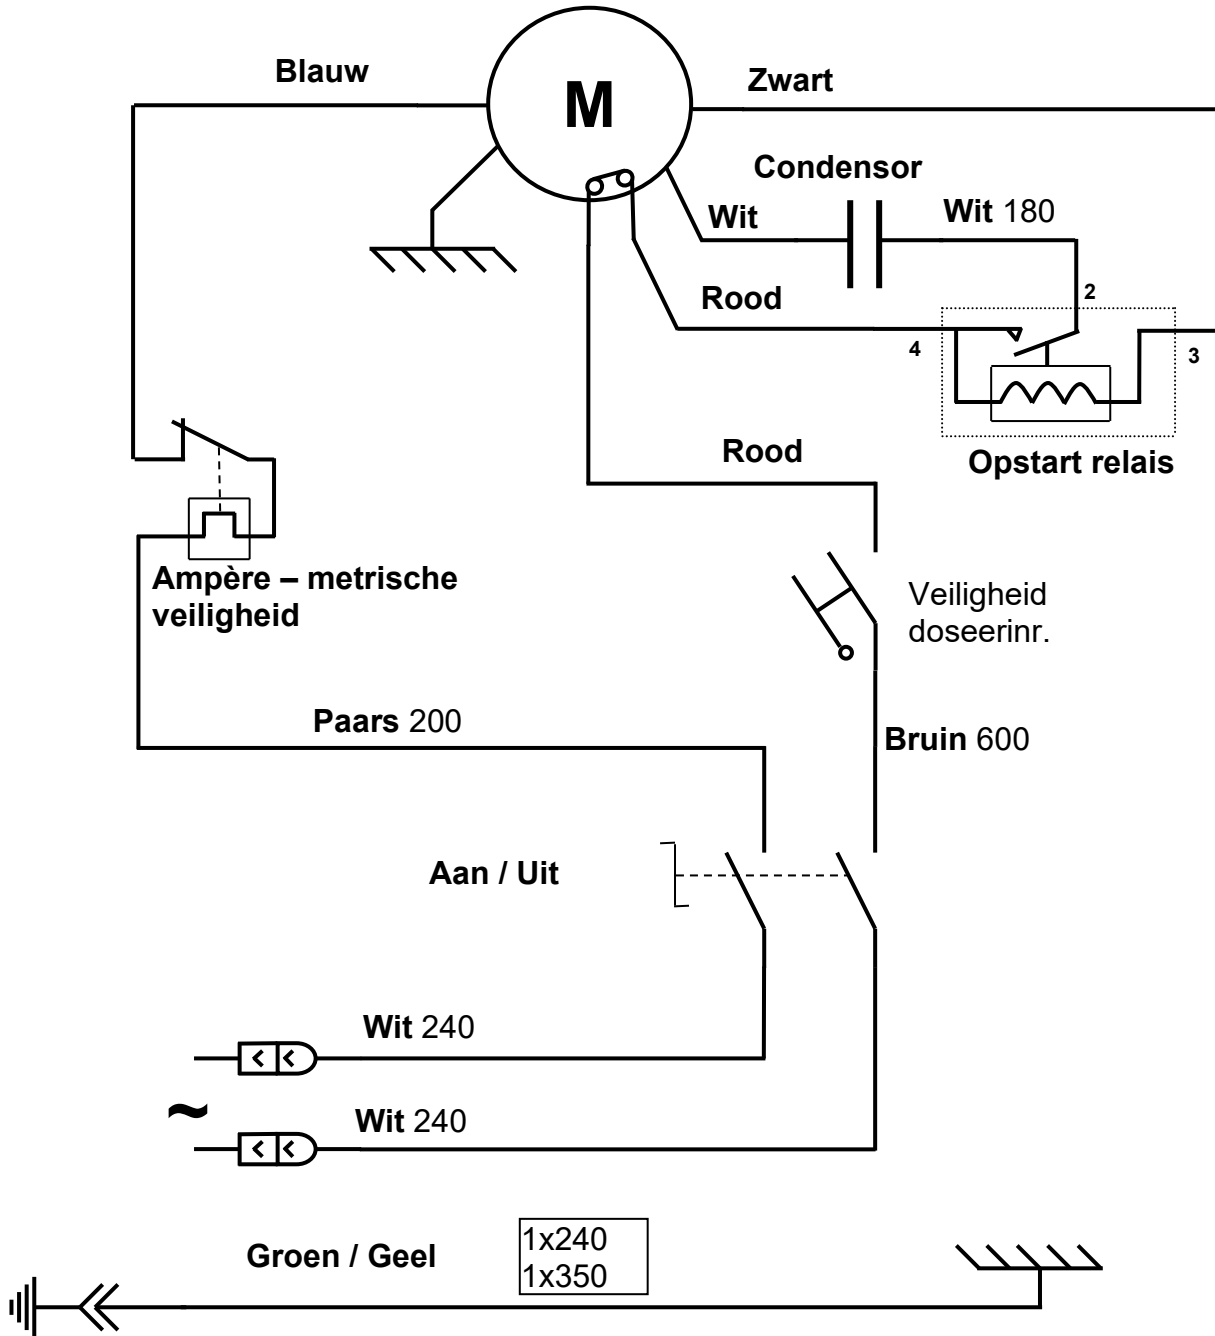 Blauw
M
Zwart
Condensor
Wit
Wit 180
2
Rood
4
3
Rood
Opstart relais
Ampère – metrische
veiligheid
Veiligheid
doseerinr.
Paars 200
Bruin 600
Aan / Uit
Wit 240
~
Wit 240
Groen / Geel
1x240
1x350